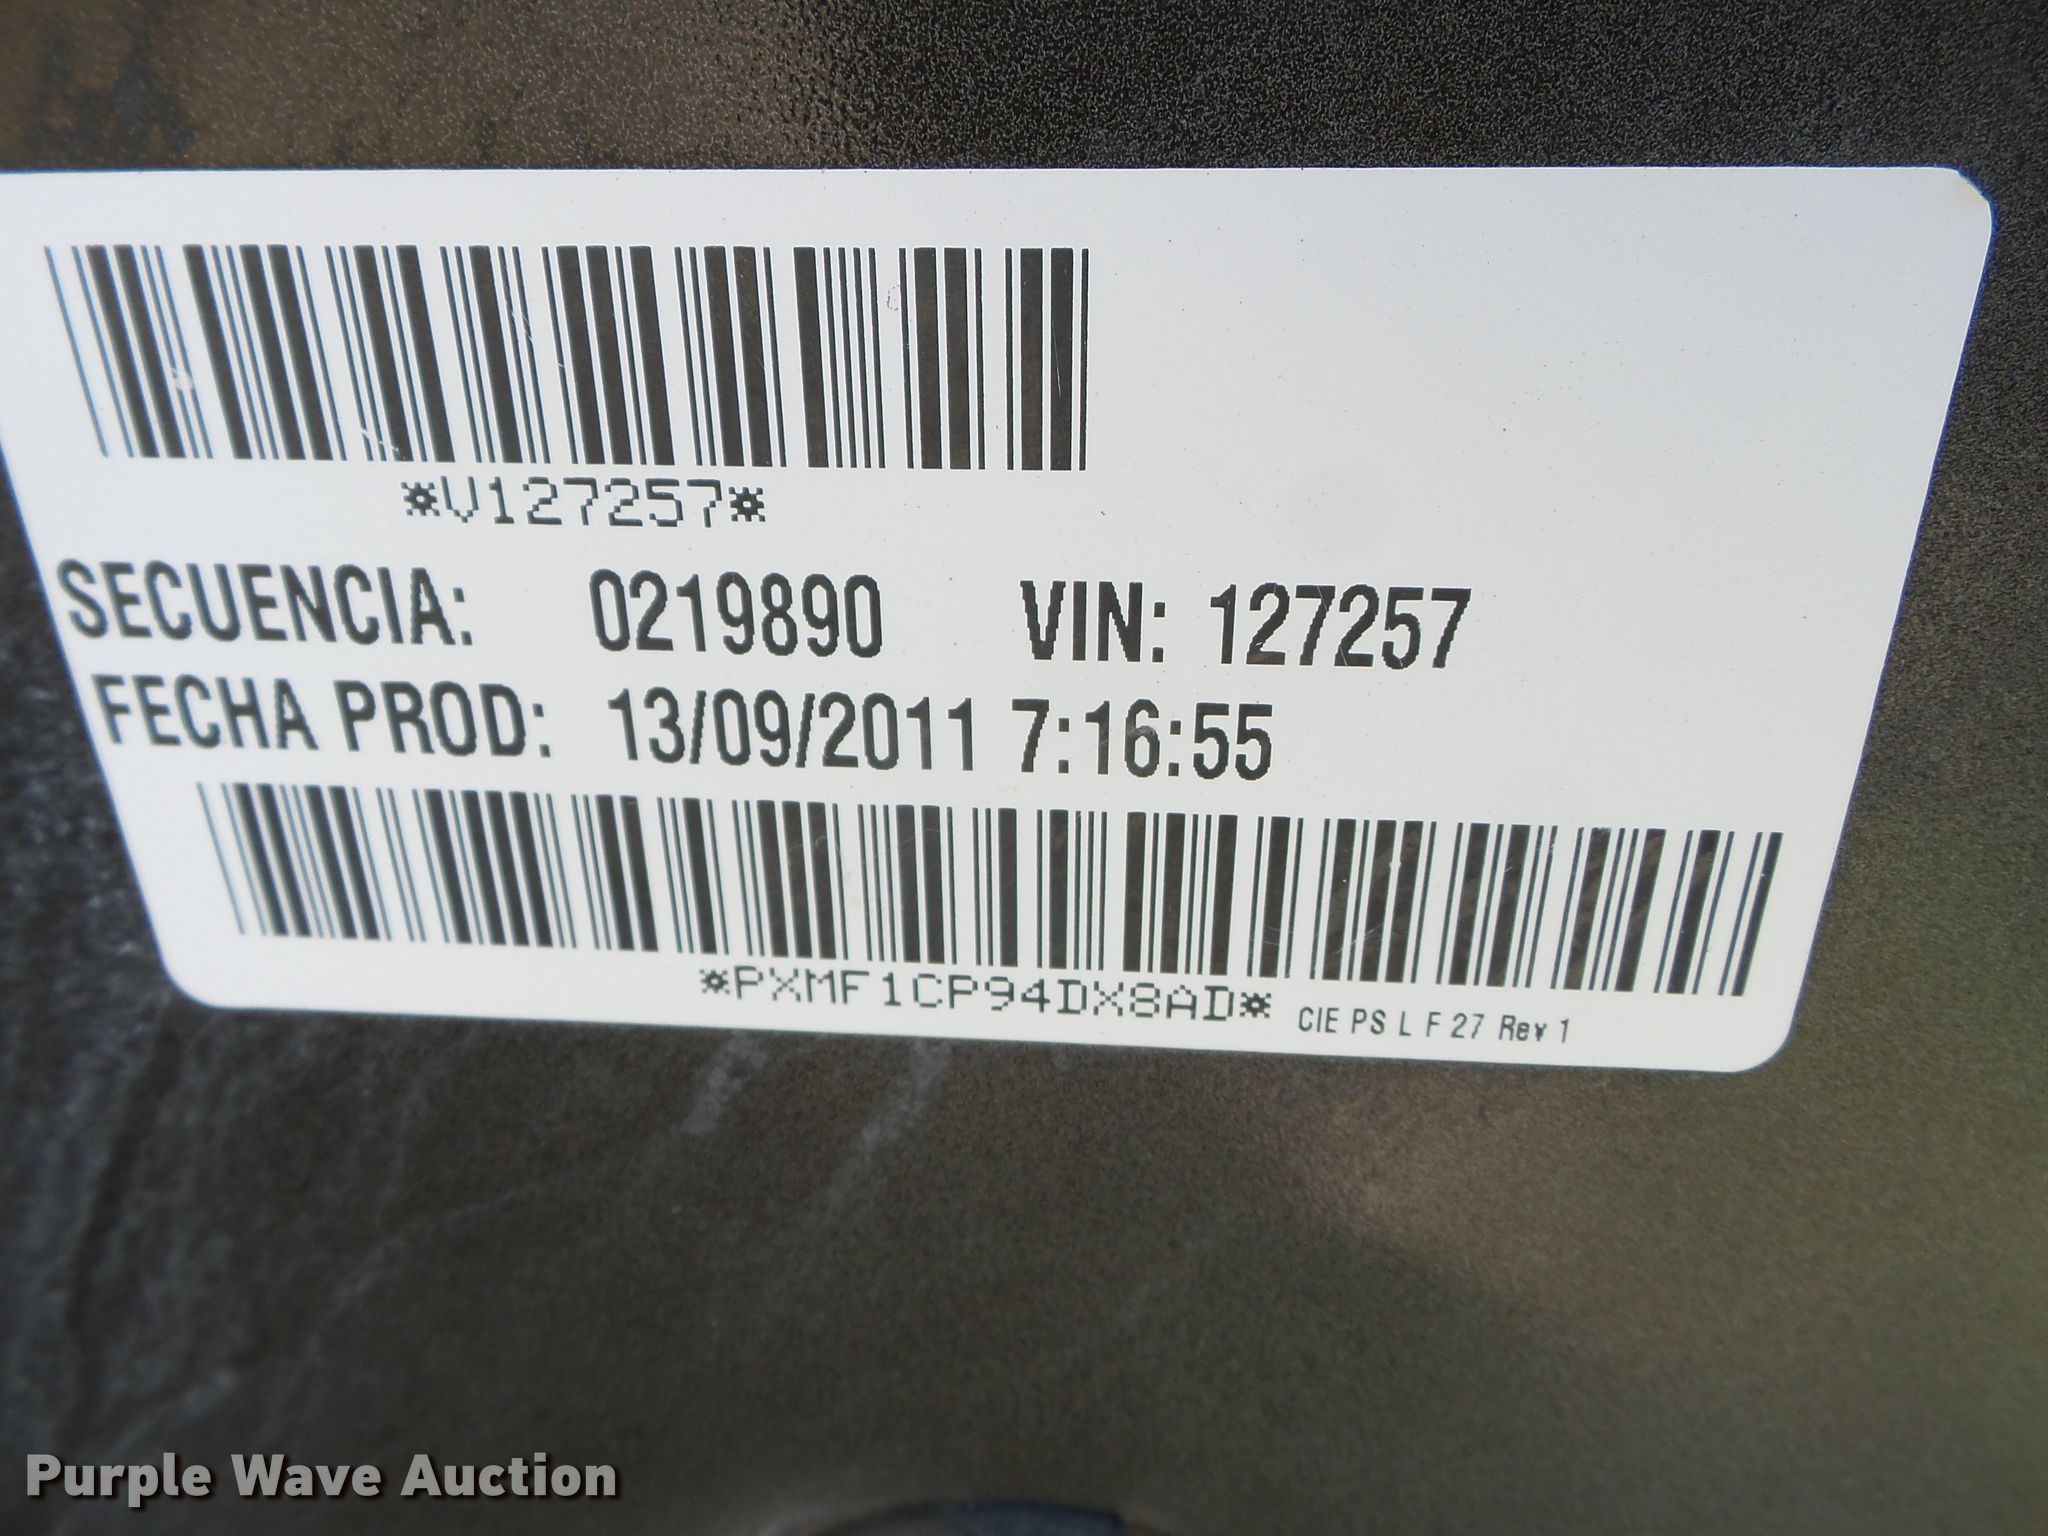 *V127257*
SECUENCIA: 0219890 VIN: 127257
FECHA PROD: 13/09/2011 7:16:55
*PXMF1CP94DX8AD* CIE PS L F 27 Rev 1
Purple Wave Auction